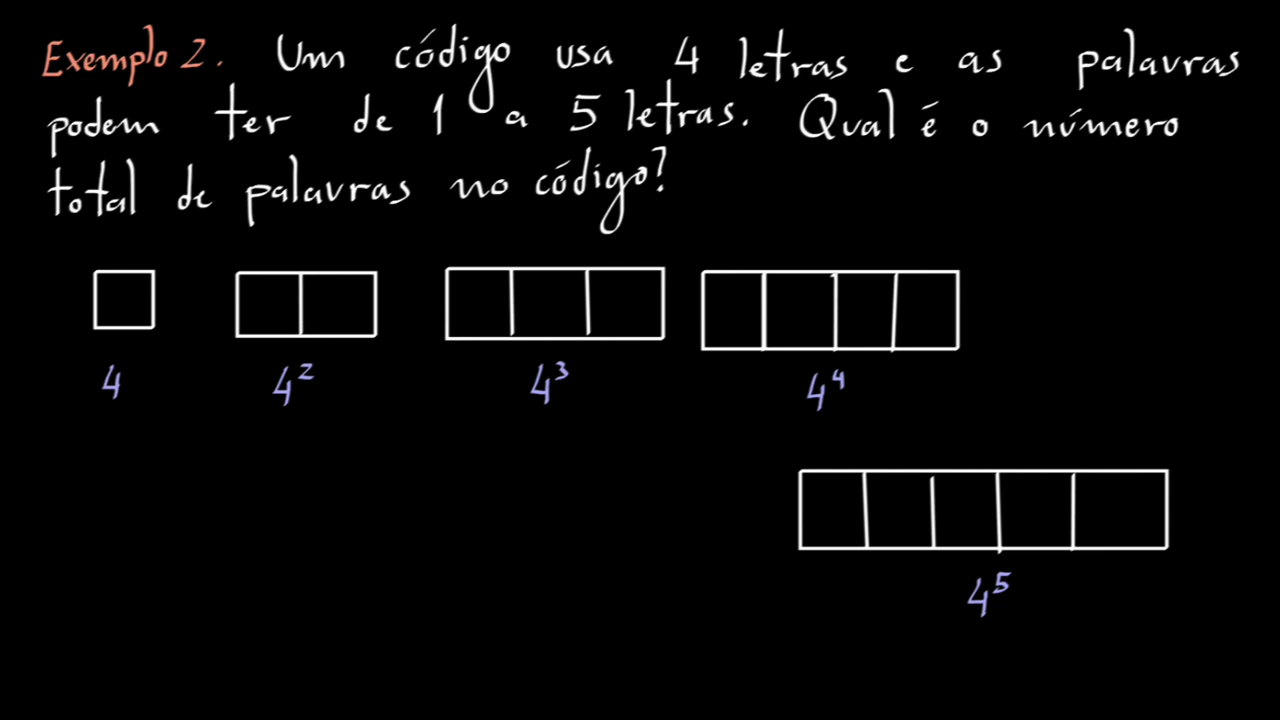 Exemplo 2. Um código usa 4 letras e as palavras
podem ter de 1 a 5 letras. Qual é o número
total de palavras no código?
4 4² 4³ 4⁴
4⁵